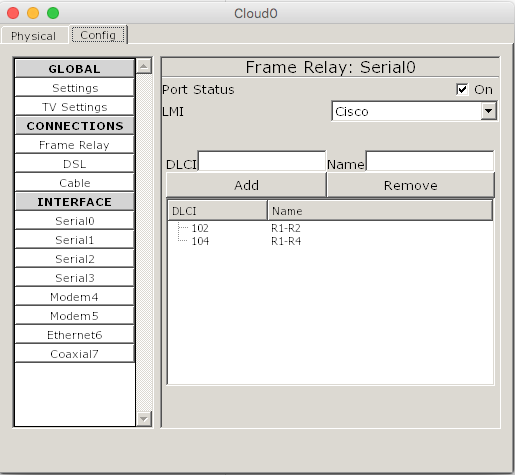 Cloud0
Physical
Config
GLOBAL
Settings
TV Settings
CONNECTIONS
Frame Relay
DSL
Cable
INTERFACE
Serial0
Serial1
Serial2
Serial3
Modem4
Modem5
Ethernet6
Coaxial7
Frame Relay: Serial0
Port Status On
LMI Cisco
DLCI Name
Add Remove
DLCI Name
102 R1-R2
104 R1-R4